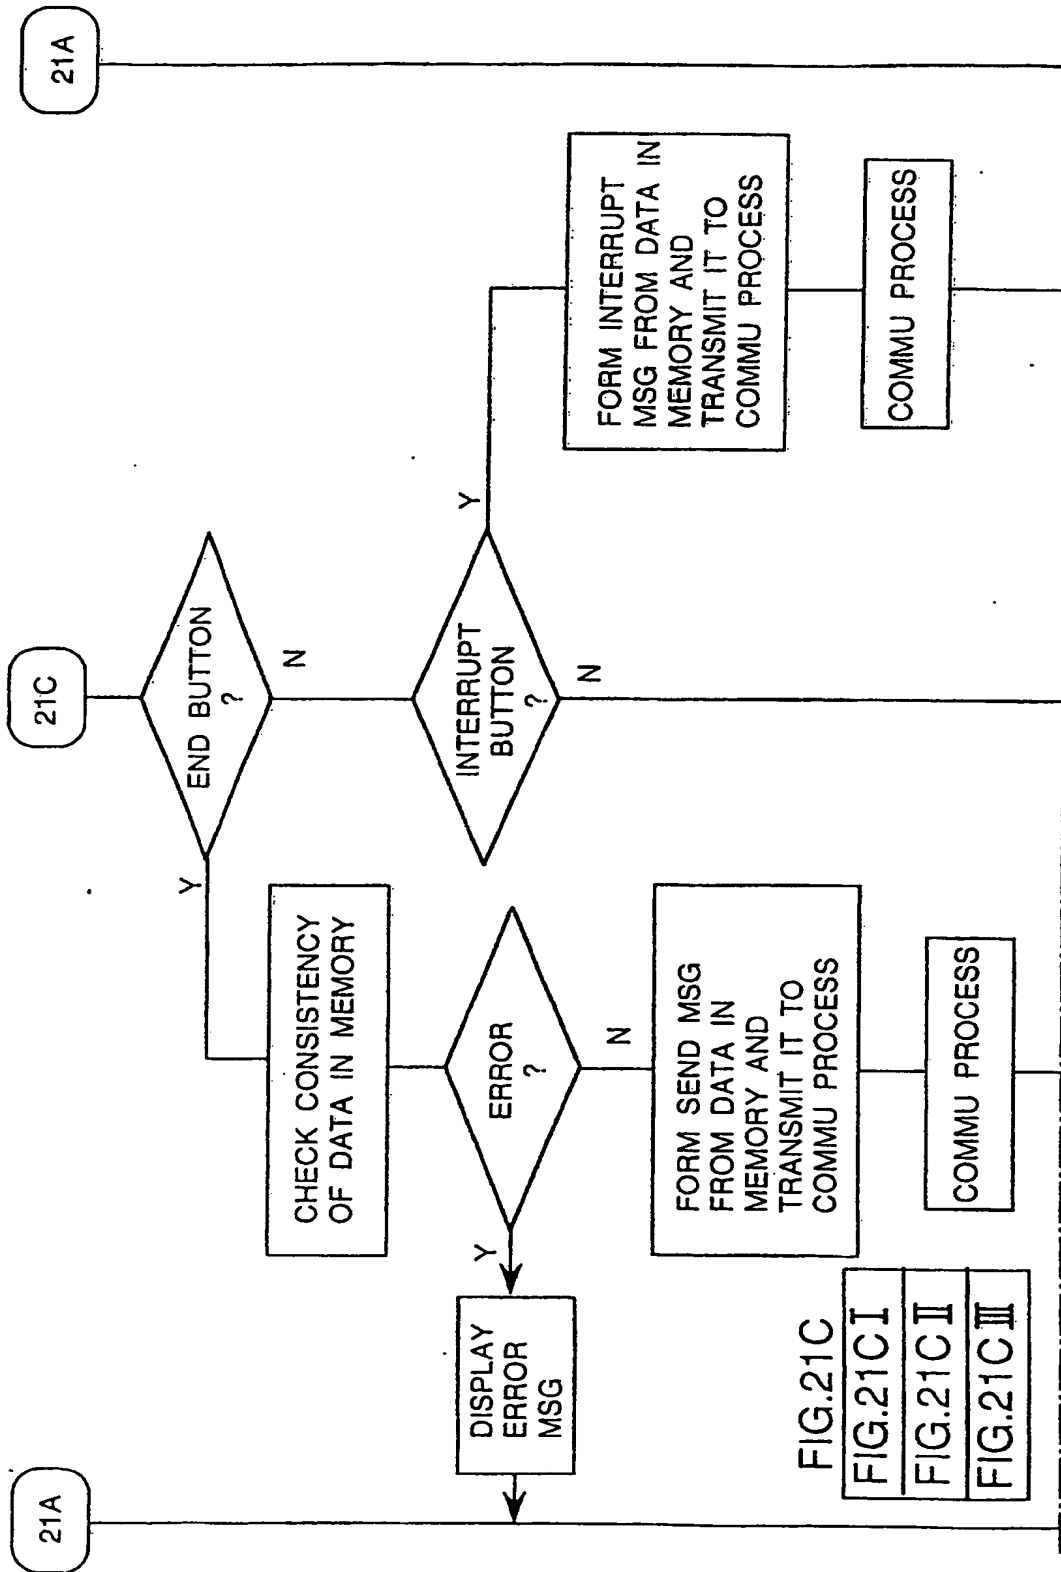 21A
21C
21A
END BUTTON
?
Y
N
CHECK CONSISTENCY
OF DATA IN MEMORY
INTERRUPT
BUTTON
?
Y
N
ERROR
?
Y
N
DISPLAY
ERROR
MSG
FORM INTERRUPT
MSG FROM DATA IN
MEMORY AND
TRANSMIT IT TO
COMMU PROCESS
FORM SEND MSG
FROM DATA IN
MEMORY AND
TRANSMIT IT TO
COMMU PROCESS
COMMU PROCESS
COMMU PROCESS
FIG.21C
FIG.21C I
FIG.21C II
FIG.21C III